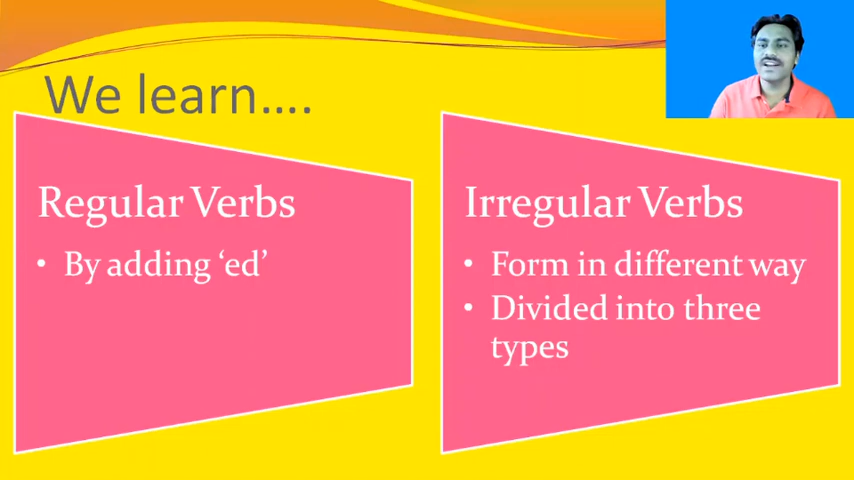 We learn....
Regular Verbs
• By adding ‘ed’
Irregular Verbs
• Form in different way
• Divided into three
types